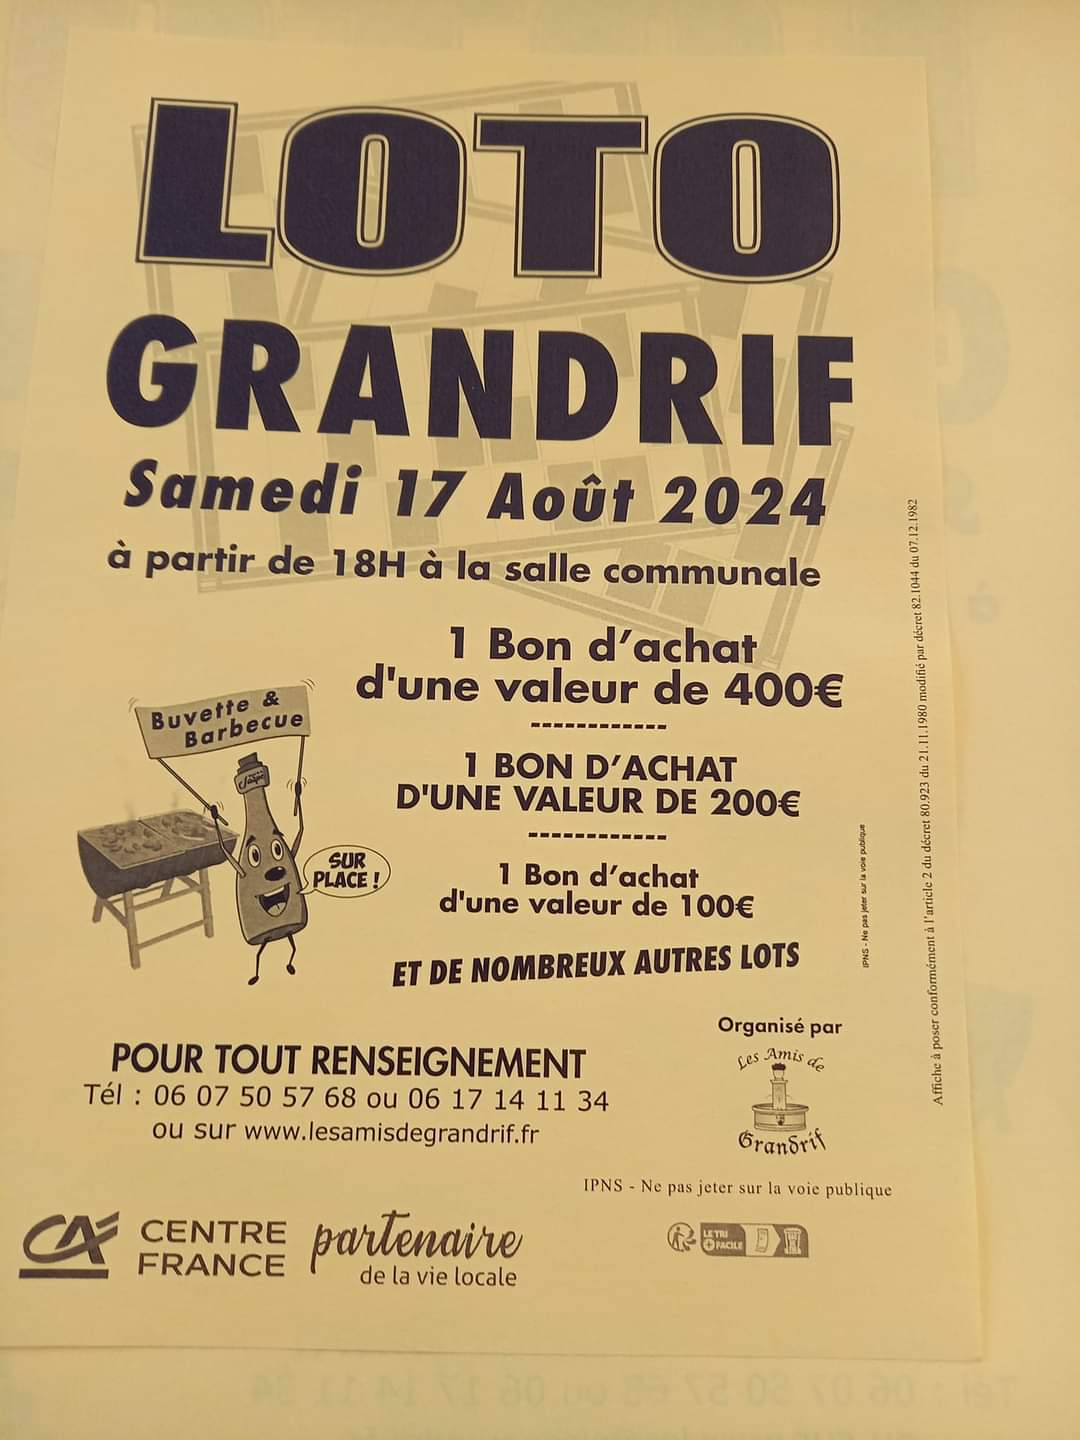 LOTO
GRANDRIF
Samedi 17 Août 2024
à partir de 18H à la salle communale
1 Bon d'achat
d'une valeur de 400€
------------
1 BON D'ACHAT
D'UNE VALEUR DE 200€
------------
1 Bon d'achat
d'une valeur de 100€
ET DE NOMBREUX AUTRES LOTS
Buvette &
Barbecue
SUR
PLACE !
POUR TOUT RENSEIGNEMENT
Tél : 06 07 50 57 68 ou 06 17 14 11 34
ou sur www.lesamisdegrandrif.fr
Organisé par
Les Amis de
Grandrif
IPNS - Ne pas jeter sur la voie publique
CA CENTRE
FRANCE
partenaire
de la vie locale
LE TRI
+ FACILE
IPNS - Ne pas jeter sur la voie publique
Affiche à poser conformément à l'article 2 du décret 80.923 du 21.11.1980 modifié par décret 82.1044 du 07.12.1982